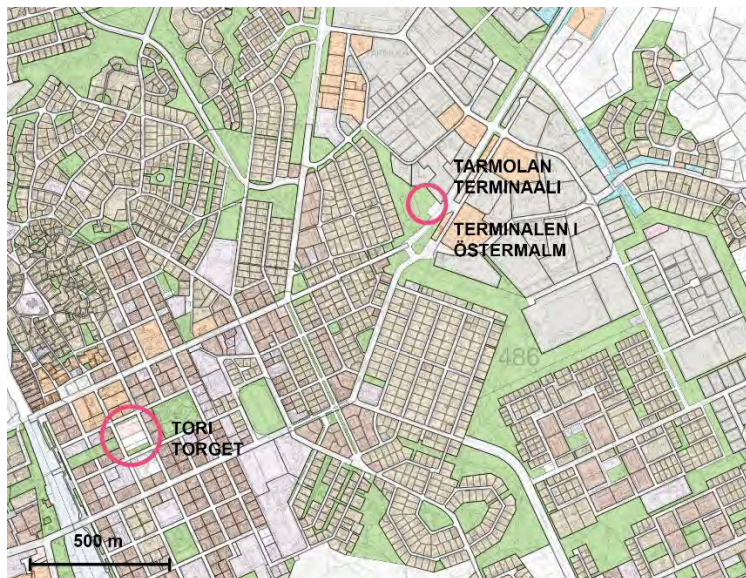 TARMOLAN
TERMINAALI
TERMINALEN I
ÖSTERMALM
486
TORI
TORGET
500 m